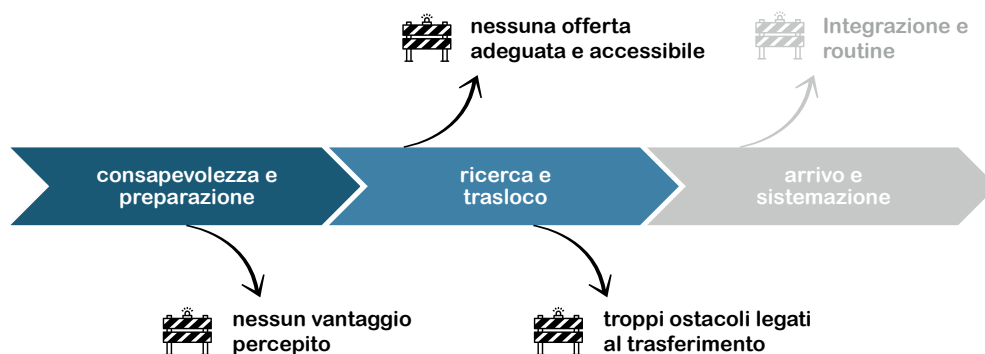 nessuna offerta
adeguata e accessibile
Integrazione e
routine
consapevolezza e
preparazione
ricerca e
trasloco
arrivo e
sistemazione
nessun vantaggio
percepito
troppi ostacoli legati
al trasferimento